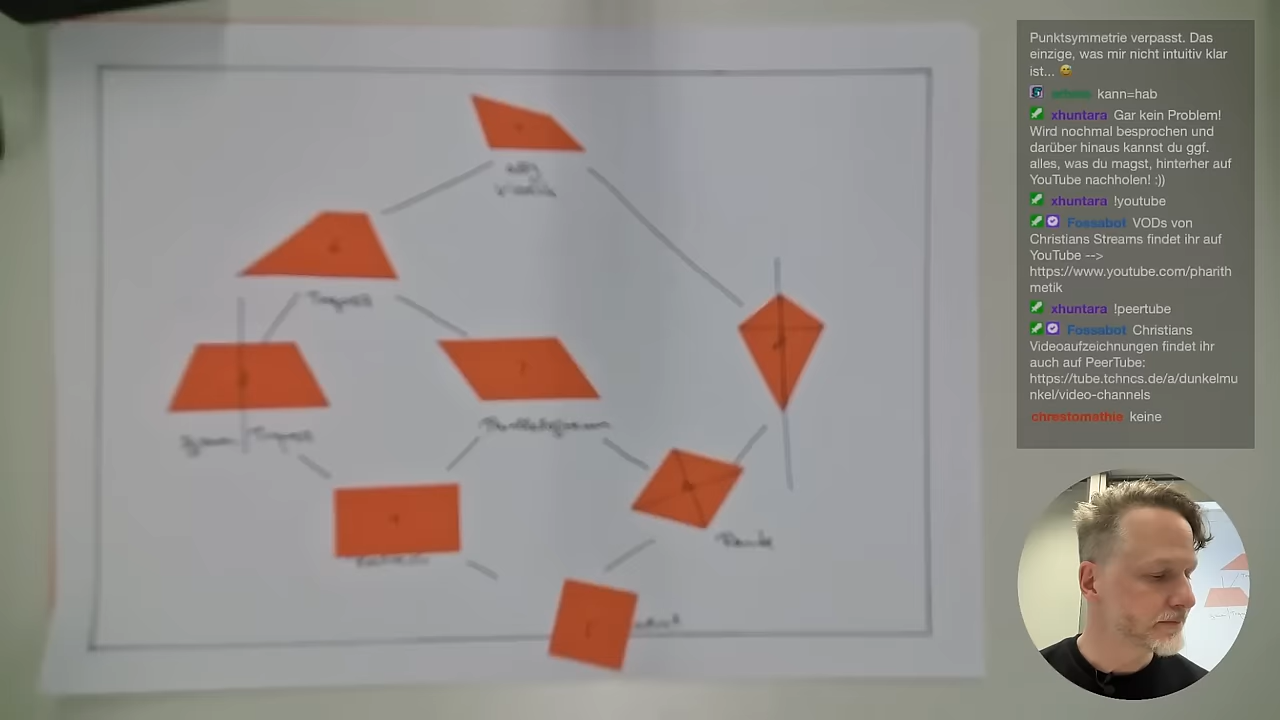 Trapez
Symm. Trapez
Parallelogramm
Raute
Punktsymmetrie verpasst. Das
einzige, was mir nicht intuitiv klar
ist... 😅
kann=hab
xhuntara Gar kein Problem!
Wird nochmal besprochen und
darüber hinaus kannst du ggf.
alles, was du magst, hinterher auf
YouTube nachholen! :))
xhuntara !youtube
Fossabot VODs von
Christians Streams findet ihr auf
YouTube -->
https://www.youtube.com/pharith
metik
xhuntara !peertube
Fossabot Christians
Videoaufzeichnungen findet ihr
auch auf PeerTube:
https://tube.tchncs.de/a/dunkelmu
nkel/video-channels
chrestomathie keine